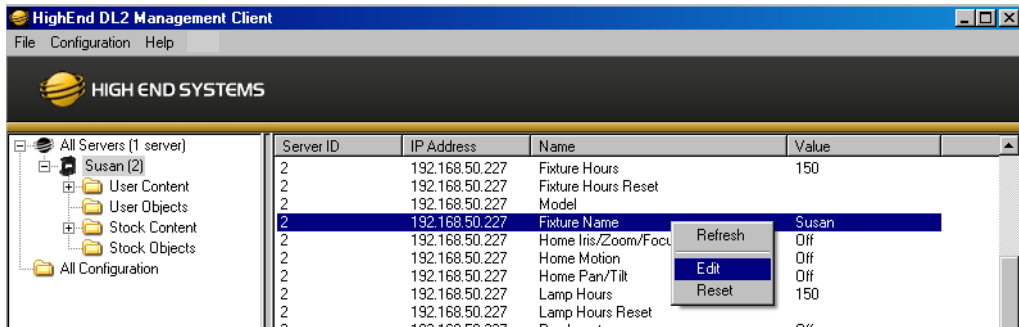 HighEnd DL2 Management Client
File Configuration Help
HIGH END SYSTEMS
All Servers (1 server)
Susan (2)
User Content
User Objects
Stock Content
Stock Objects
All Configuration
Server ID IP Address Name Value
2 192.168.50.227 Fixture Hours 150
2 192.168.50.227 Fixture Hours Reset
2 192.168.50.227 Model
2 192.168.50.227 Fixture Name Susan
2 192.168.50.227 Home Iris/Zoom/Focu Off
2 192.168.50.227 Home Motion Off
2 192.168.50.227 Home Pan/Tilt Off
2 192.168.50.227 Lamp Hours 150
2 192.168.50.227 Lamp Hours Reset
Refresh
Edit
Reset